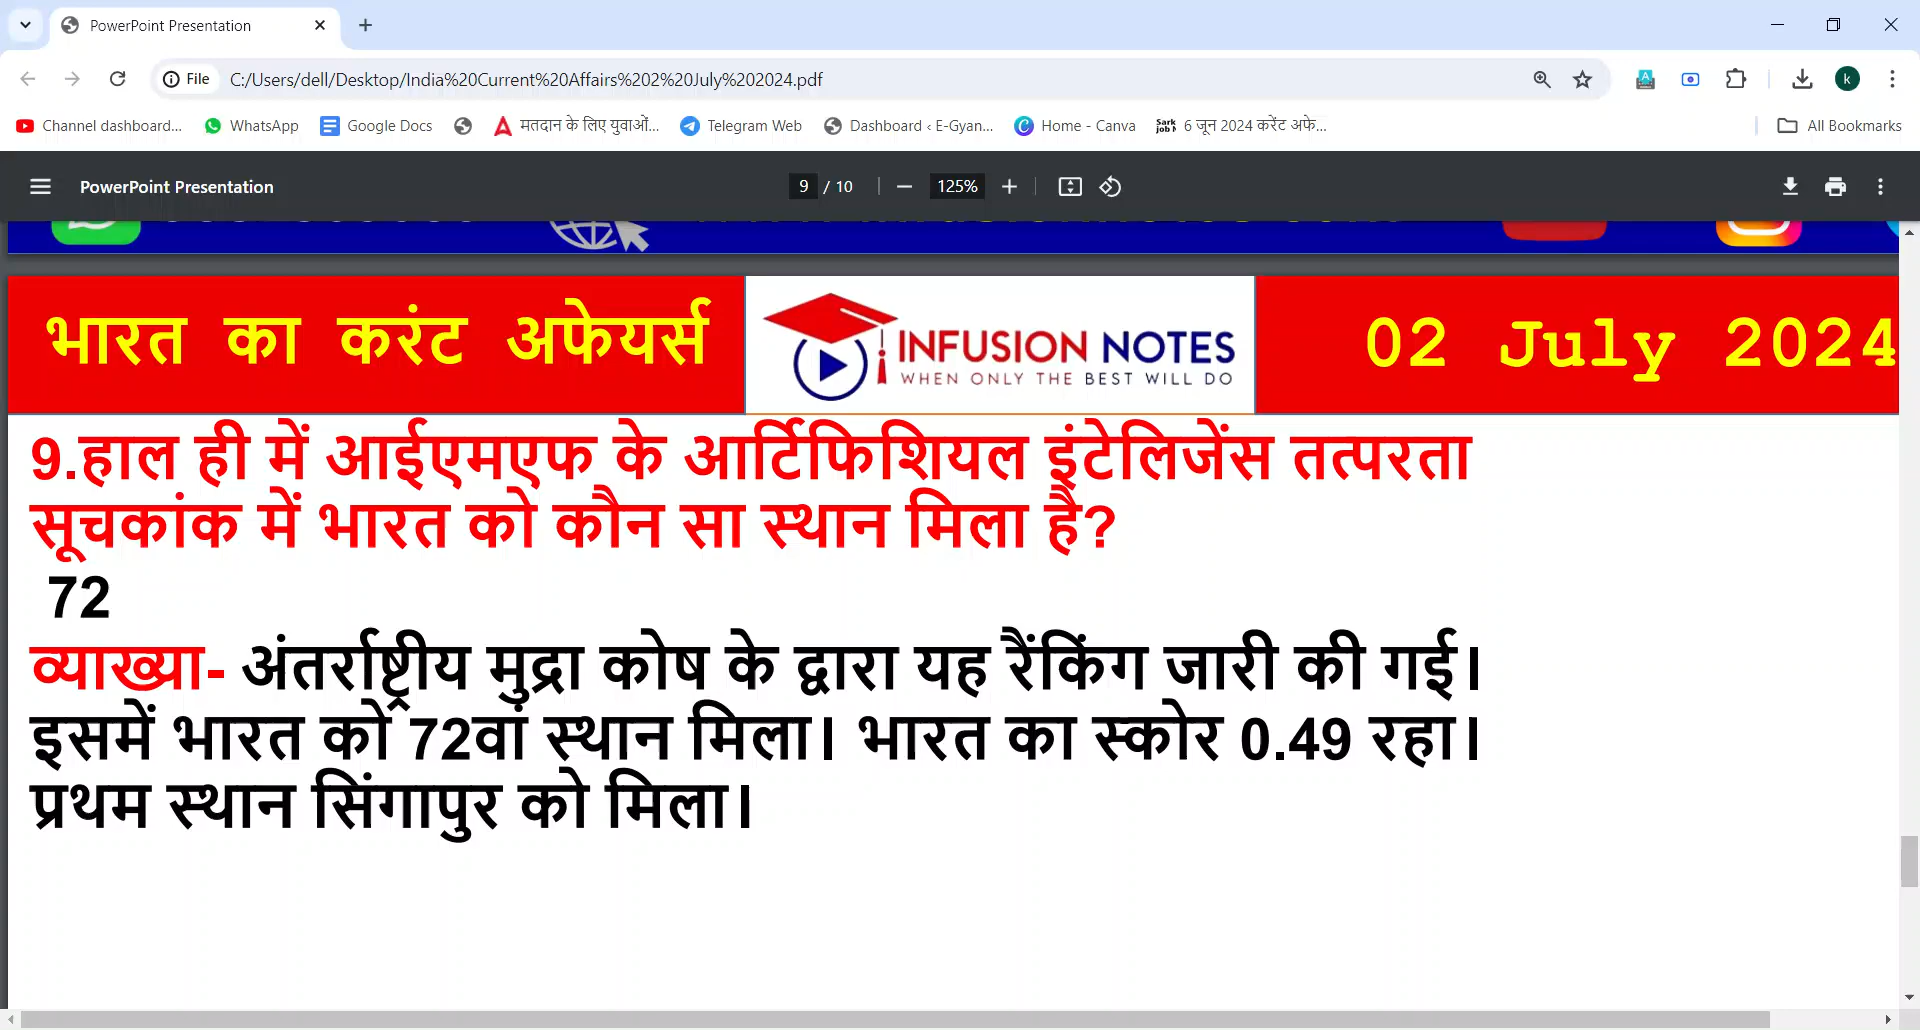 PowerPoint Presentation
File C:/Users/dell/Desktop/India%20Current%20Affairs%202%20July%202024.pdf
k
Channel dashboard... WhatsApp Google Docs मतदान के लिए युवाओं... Telegram Web Dashboard ‹ E-Gyan... Home - Canva 6 जून 2024 करेंट अफे... All Bookmarks
PowerPoint Presentation 9 / 10 125%
भारत का करंट अफेयर्स
INFUSION NOTES
WHEN ONLY THE BEST WILL DO
02 July 2024
9.हाल ही में आईएमएफ के आर्टिफिशियल इंटेलिजेंस तत्परता
सूचकांक में भारत को कौन सा स्थान मिला है?
72
व्याख्या- अंतर्राष्ट्रीय मुद्रा कोष के द्वारा यह रैंकिंग जारी की गई।
इसमें भारत को 72वां स्थान मिला। भारत का स्कोर 0.49 रहा।
प्रथम स्थान सिंगापुर को मिला।